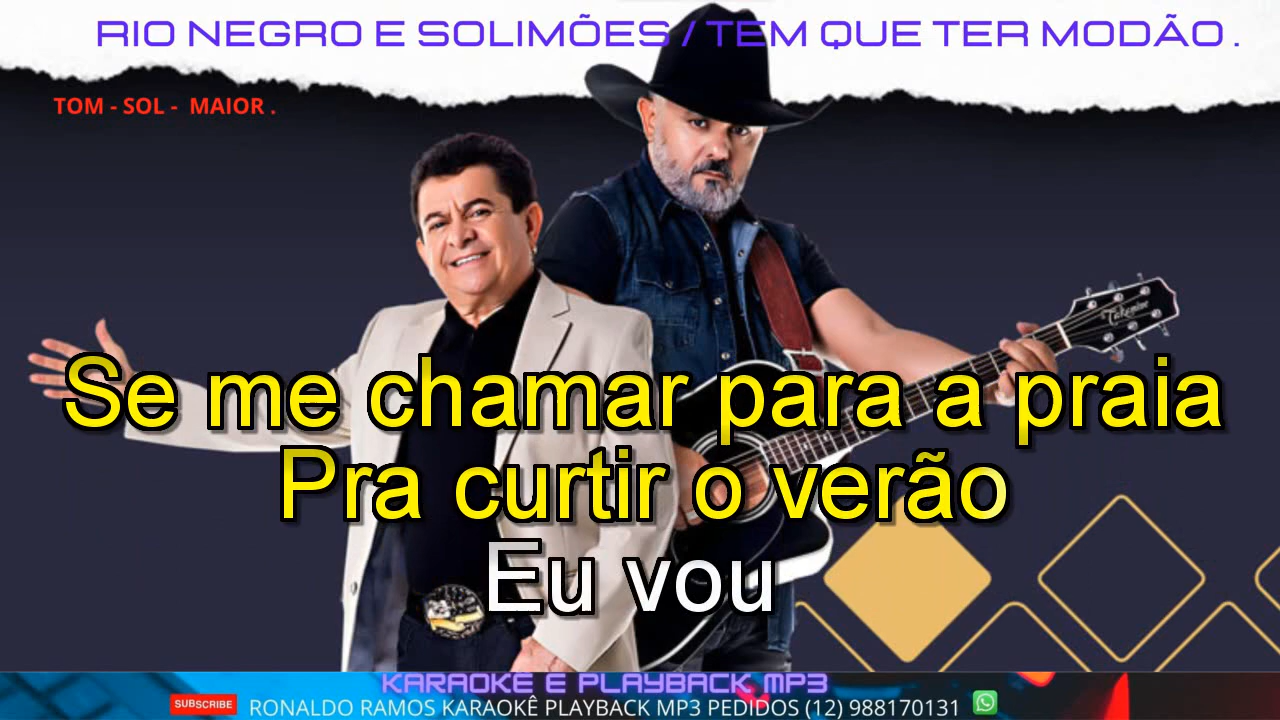 RIO NEGRO E SOLIMÕES / TEM QUE TER MODÃO .
TOM - SOL - MAIOR .
Takamine
Se me chamar para a praia
Pra curtir o verão
Eu vou
KARAOKE E PLAYBACK MP3
SUBSCRIBE
RONALDO RAMOS KARAOKÊ PLAYBACK MP3 PEDIDOS (12) 988170131